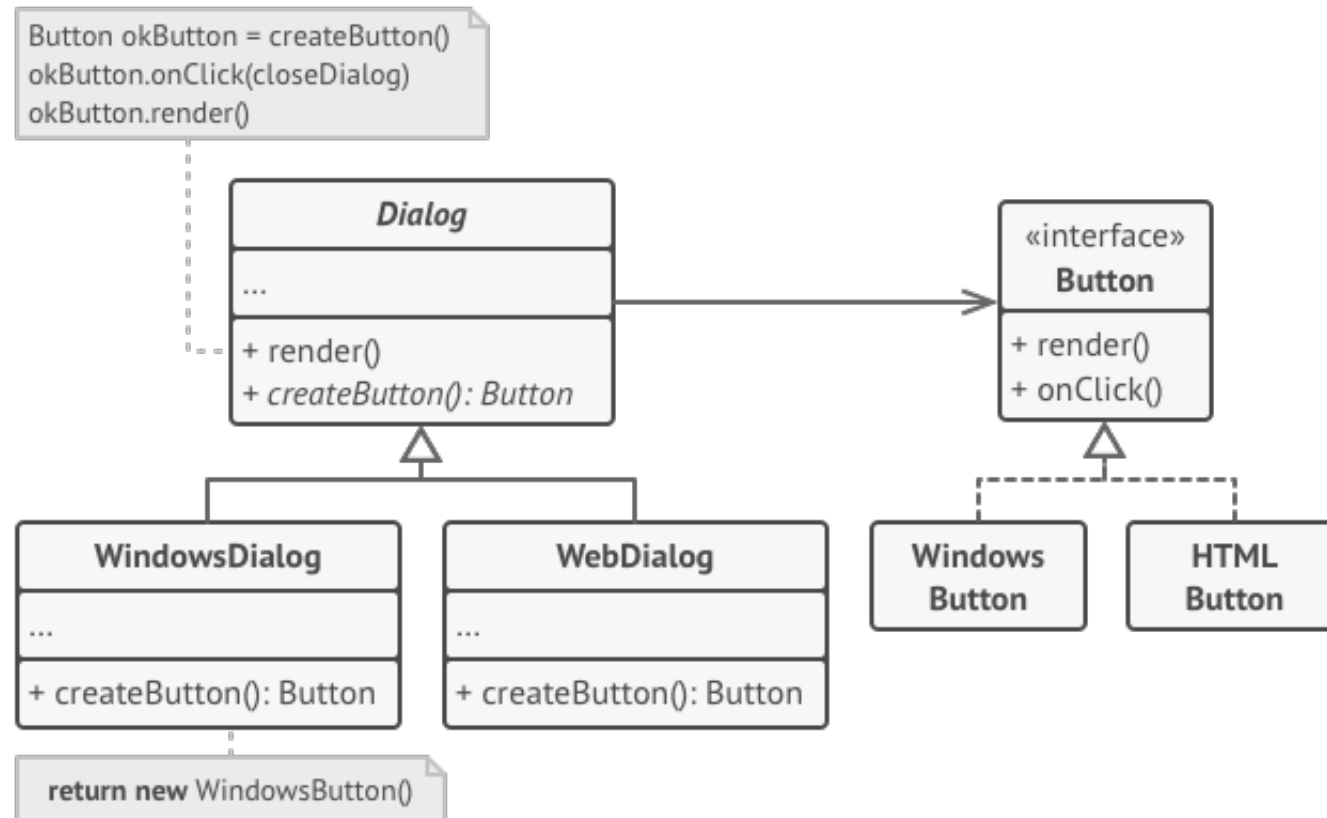 Button okButton = createButton()
okButton.onClick(closeDialog)
okButton.render()
Dialog
...
+ render()
+ createButton(): Button
«interface»
Button
+ render()
+ onClick()
WindowsDialog
...
+ createButton(): Button
WebDialog
...
+ createButton(): Button
Windows
Button
HTML
Button
return new WindowsButton()